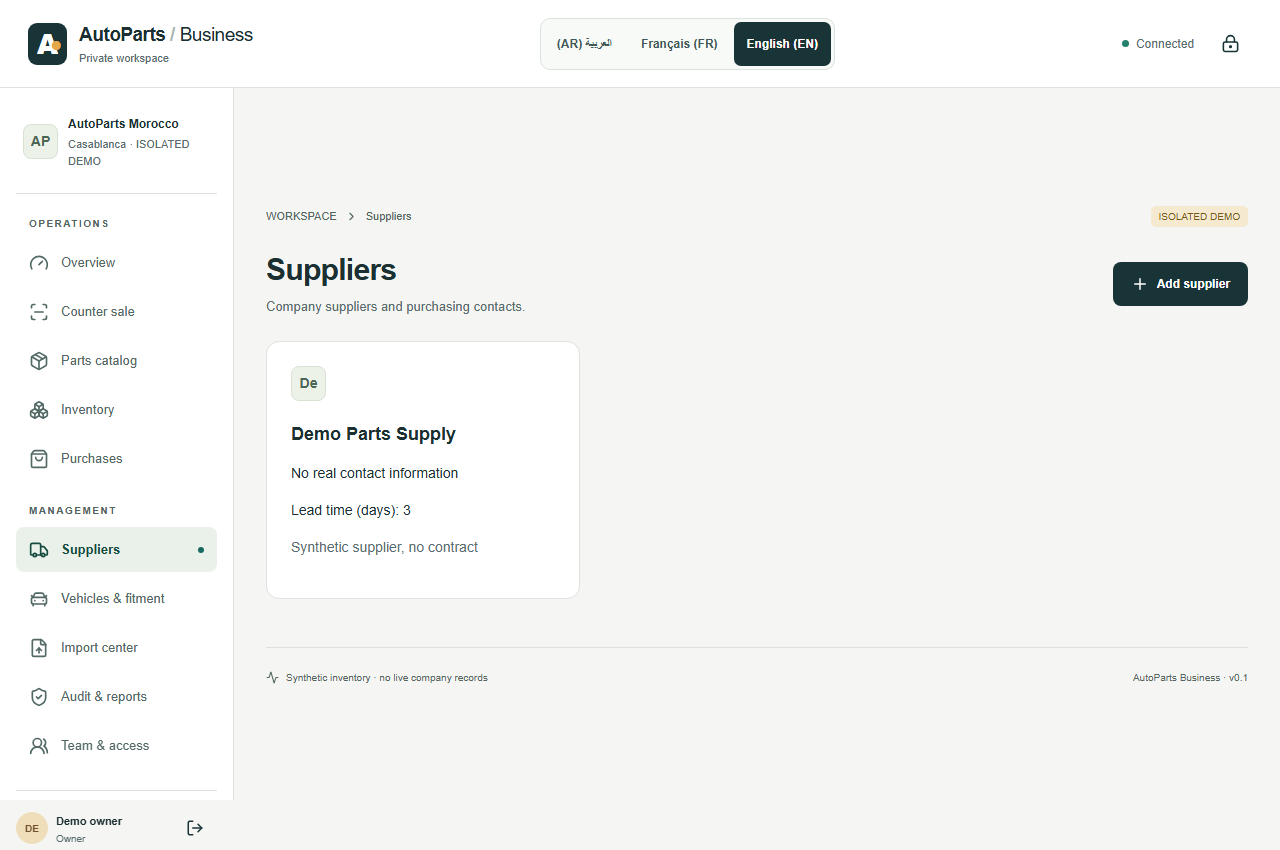 AutoParts / Business
Private workspace
العربية (AR)
Français (FR)
English (EN)
Connected
AP
AutoParts Morocco
Casablanca · ISOLATED
DEMO
OPERATIONS
Overview
Counter sale
Parts catalog
Inventory
Purchases
MANAGEMENT
Suppliers
Vehicles & fitment
Import center
Audit & reports
Team & access
DE
Demo owner
Owner
WORKSPACE > Suppliers
ISOLATED DEMO
Suppliers
Company suppliers and purchasing contacts.
Add supplier
De
Demo Parts Supply
No real contact information
Lead time (days): 3
Synthetic supplier, no contract
Synthetic inventory · no live company records
AutoParts Business · v0.1